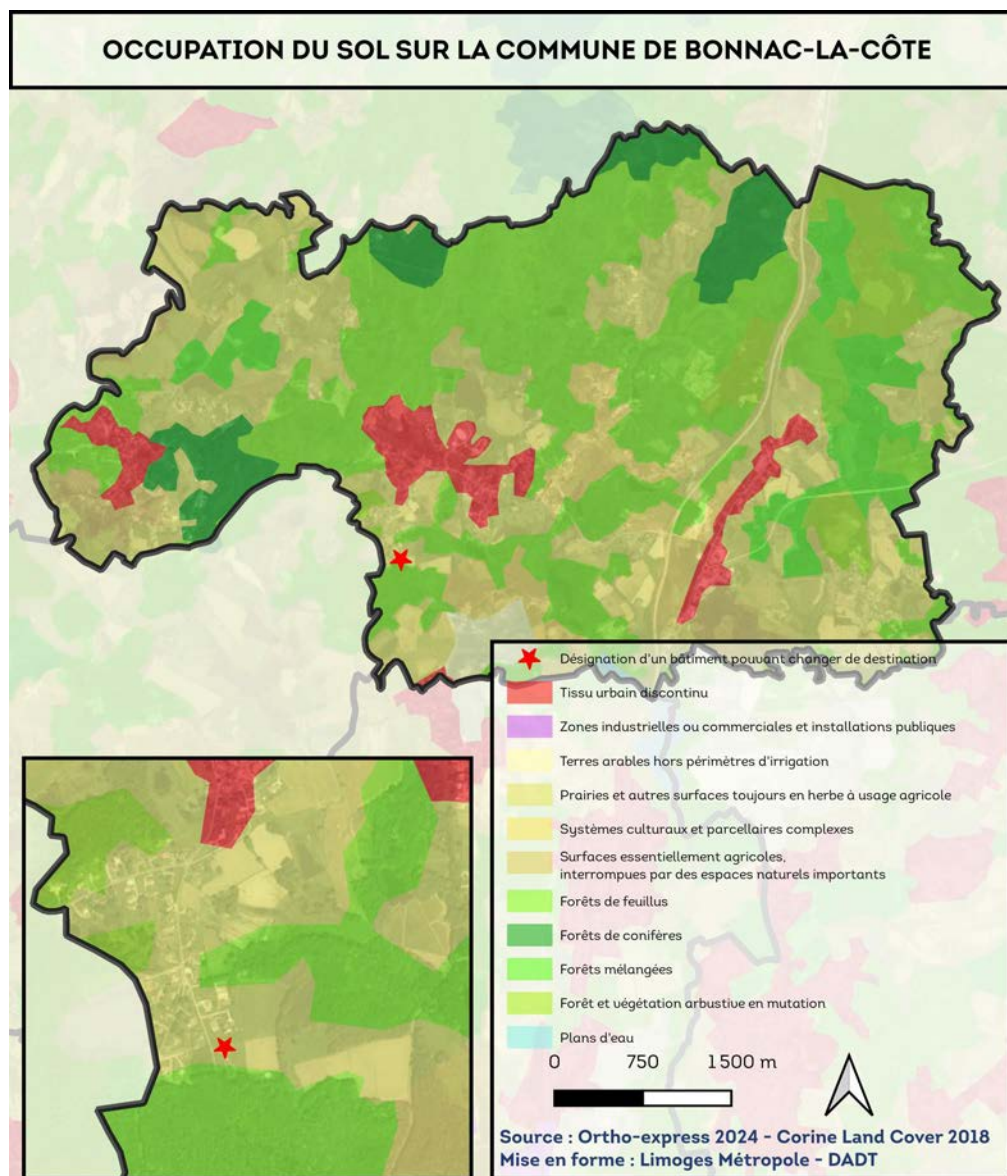 OCCUPATION DU SOL SUR LA COMMUNE DE BONNAC-LA-CÔTE
Désignation d'un bâtiment pouvant changer de destination
Tissu urbain discontinu
Zones industrielles ou commerciales et installations publiques
Terres arables hors périmètres d'irrigation
Prairies et autres surfaces toujours en herbe à usage agricole
Systèmes culturaux et parcellaires complexes
Surfaces essentiellement agricoles,
interrompues par des espaces naturels importants
Forêts de feuillus
Forêts de conifères
Forêts mélangées
Forêt et végétation arbustive en mutation
Plans d'eau
0 750 1 500 m
Source : Ortho-express 2024 - Corine Land Cover 2018
Mise en forme : Limoges Métropole - DADT